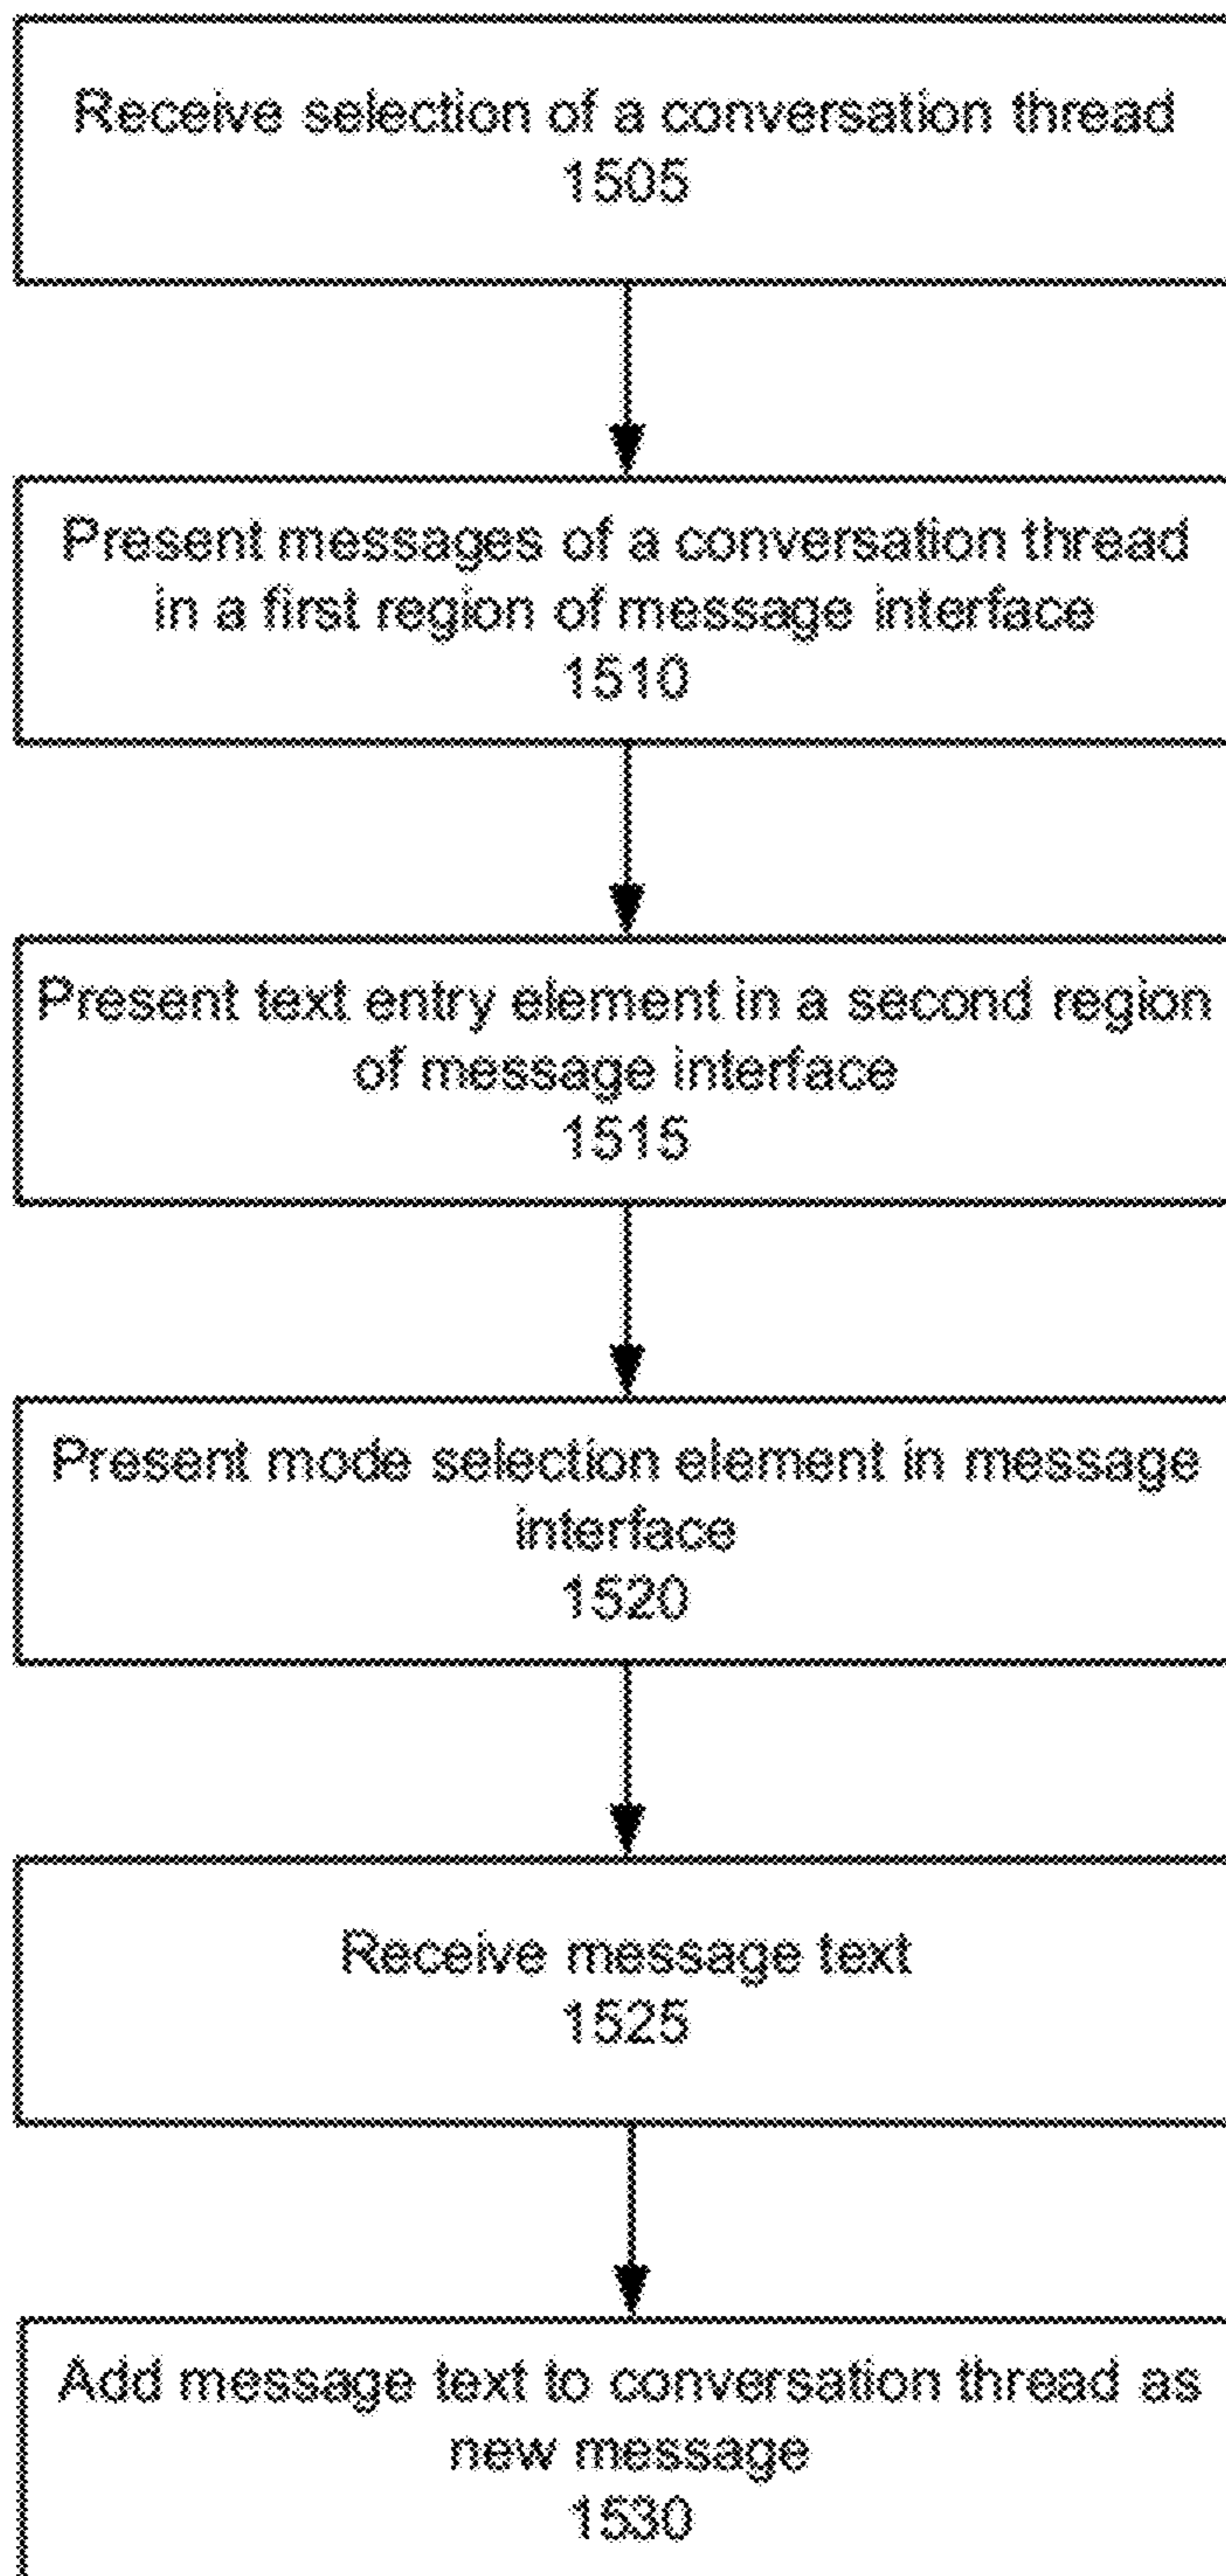 Receive selection of a conversation thread
1505
Present messages of a conversation thread
in a first region of message interface
1510
Present text entry element in a second region
of message interface
1515
Present mode selection element in message
interface
1520
Receive message text
1525
Add message text to conversation thread as
new message
1530